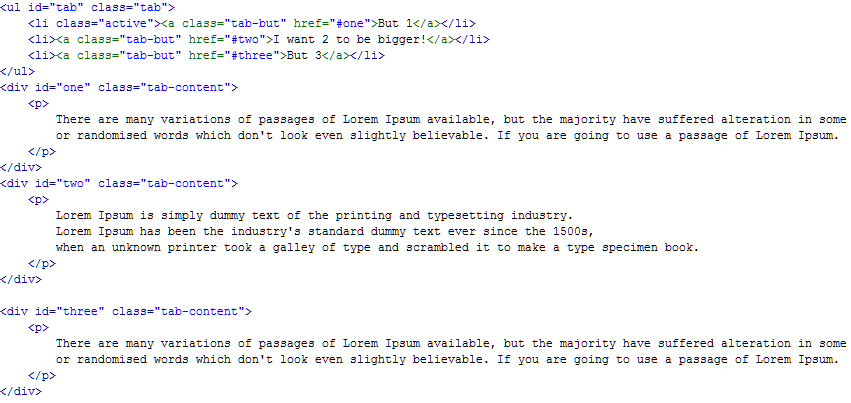 <ul id="tab" class="tab">
<li class="active"><a class="tab-but" href="#one">But 1</a></li>
<li><a class="tab-but" href="#two">I want 2 to be bigger!</a></li>
<li><a class="tab-but" href="#three">But 3</a></li>
</ul>
<div id="one" class="tab-content">
<p>
There are many variations of passages of Lorem Ipsum available, but the majority have suffered alteration in some
or randomised words which don't look even slightly believable. If you are going to use a passage of Lorem Ipsum.
</p>
</div>
<div id="two" class="tab-content">
<p>
Lorem Ipsum is simply dummy text of the printing and typesetting industry.
Lorem Ipsum has been the industry's standard dummy text ever since the 1500s,
when an unknown printer took a galley of type and scrambled it to make a type specimen book.
</p>
</div>
<div id="three" class="tab-content">
<p>
There are many variations of passages of Lorem Ipsum available, but the majority have suffered alteration in some
or randomised words which don't look even slightly believable. If you are going to use a passage of Lorem Ipsum.
</p>
</div>